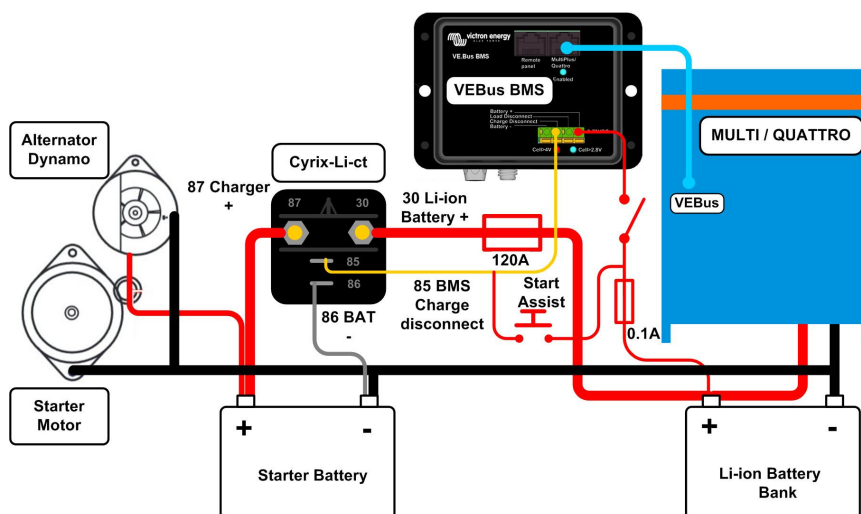 victron energy
BLUE POWER
VE.Bus BMS
Remote
panel
MultiPlus/
Quattro
Enabled
VEBus BMS
Battery +
Load Disconnect
Charge Disconnect
Battery -
Cell>4V
Cell>2.8V
MULTI / QUATTRO
VEBus
Alternator
Dynamo
Cyrix-Li-ct
87 Charger
+
87
30
85
86
30 Li-ion
Battery +
120A
85 BMS
Charge
disconnect
Start
Assist
0.1A
86 BAT
-
Starter
Motor
+
-
Starter Battery
+
-
Li-ion Battery
Bank